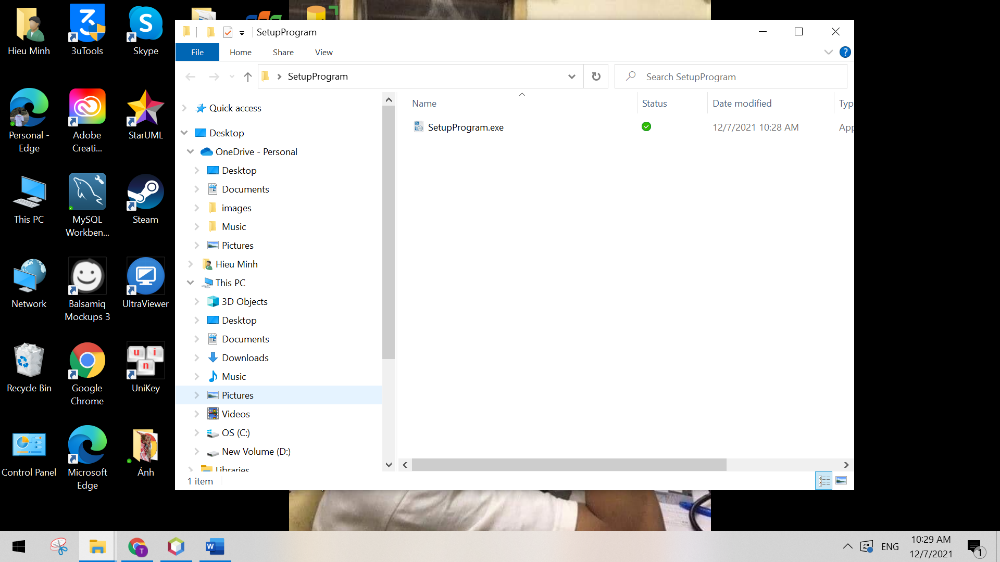 Hieu Minh
3uTools
Skype
Personal -
Edge
Adobe
Creati...
StarUML
This PC
MySQL
Workben...
Steam
Network
Balsamiq
Mockups 3
UltraViewer
Recycle Bin
Google
Chrome
u i
n
UniKey
Control Panel
Microsoft
Edge
Ảnh
SetupProgram
File
Home
Share
View
?
SetupProgram
Search SetupProgram
Quick access
Desktop
OneDrive - Personal
Desktop
Documents
images
Music
Pictures
Hieu Minh
This PC
3D Objects
Desktop
Documents
Downloads
Music
Pictures
Videos
OS (C:)
New Volume (D:)
Libraries
Name
Status
Date modified
Typ
SetupProgram.exe
12/7/2021 10:28 AM
App
1 item
T
W
ENG
10:29 AM
12/7/2021
1